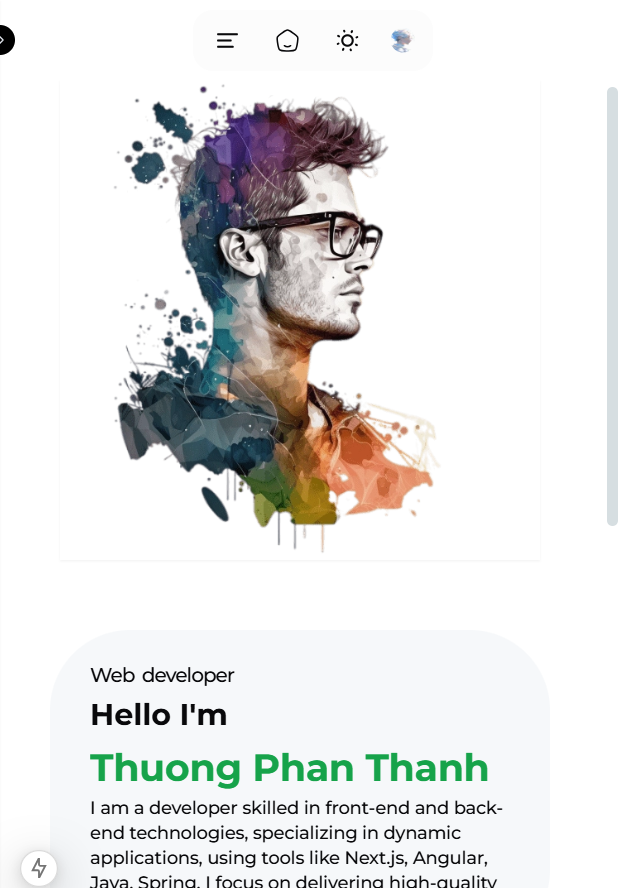 Web developer
Hello I'm
Thuong Phan Thanh
I am a developer skilled in front-end and back-
end technologies, specializing in dynamic
applications, using tools like Next.js, Angular,
Java, Spring. I focus on delivering high-quality